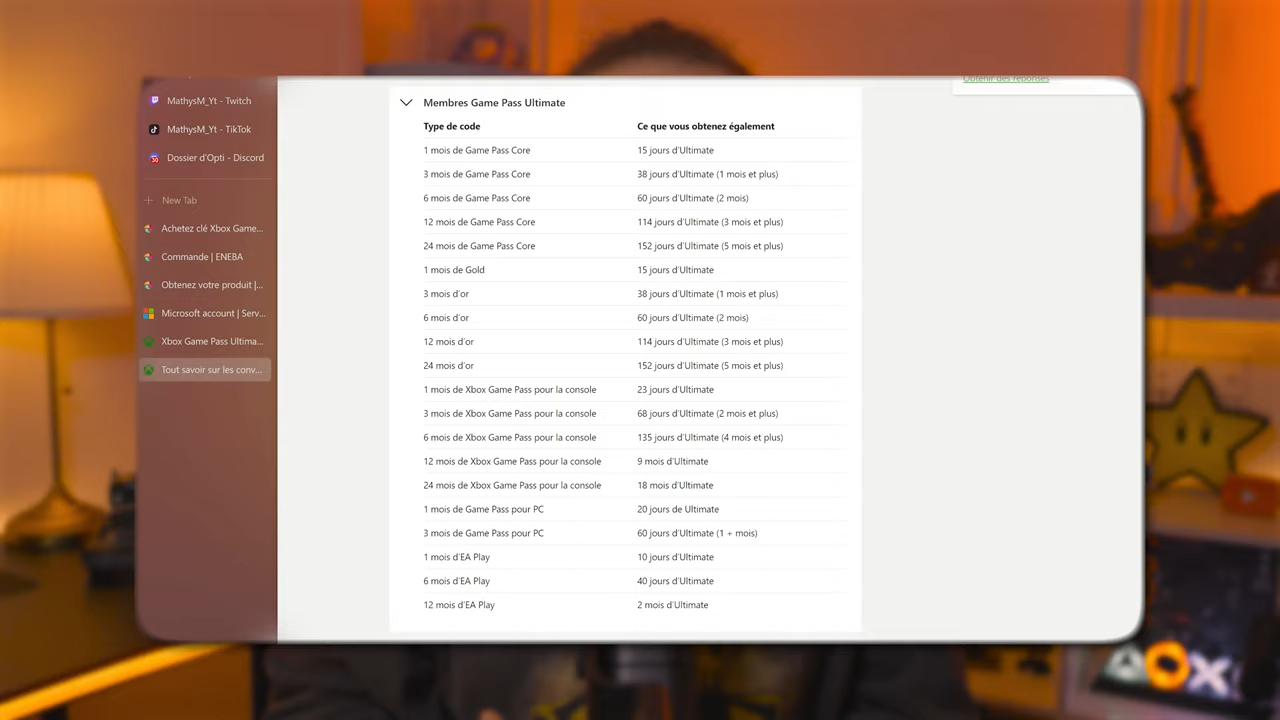 Obtenir des réponses
MathysM_Yt - Twitch
MathysM_Yt - TikTok
Dossier d'Opti - Discord
New Tab
Achetez clé Xbox Game...
Commande | ENEBA
Obtenez votre produit |...
Microsoft account | Serv...
Xbox Game Pass Ultima...
Tout savoir sur les conv...
Membres Game Pass Ultimate
Type de code Ce que vous obtenez également
1 mois de Game Pass Core 15 jours d'Ultimate
3 mois de Game Pass Core 38 jours d'Ultimate (1 mois et plus)
6 mois de Game Pass Core 60 jours d'Ultimate (2 mois)
12 mois de Game Pass Core 114 jours d'Ultimate (3 mois et plus)
24 mois de Game Pass Core 152 jours d'Ultimate (5 mois et plus)
1 mois de Gold 15 jours d'Ultimate
3 mois d'or 38 jours d'Ultimate (1 mois et plus)
6 mois d'or 60 jours d'Ultimate (2 mois)
12 mois d'or 114 jours d'Ultimate (3 mois et plus)
24 mois d'or 152 jours d'Ultimate (5 mois et plus)
1 mois de Xbox Game Pass pour la console 23 jours d'Ultimate
3 mois de Xbox Game Pass pour la console 68 jours d'Ultimate (2 mois et plus)
6 mois de Xbox Game Pass pour la console 135 jours d'Ultimate (4 mois et plus)
12 mois de Xbox Game Pass pour la console 9 mois d'Ultimate
24 mois de Xbox Game Pass pour la console 18 mois d'Ultimate
1 mois de Game Pass pour PC 20 jours de Ultimate
3 mois de Game Pass pour PC 60 jours d'Ultimate (1 + mois)
1 mois d'EA Play 10 jours d'Ultimate
6 mois d'EA Play 40 jours d'Ultimate
12 mois d'EA Play 2 mois d'Ultimate